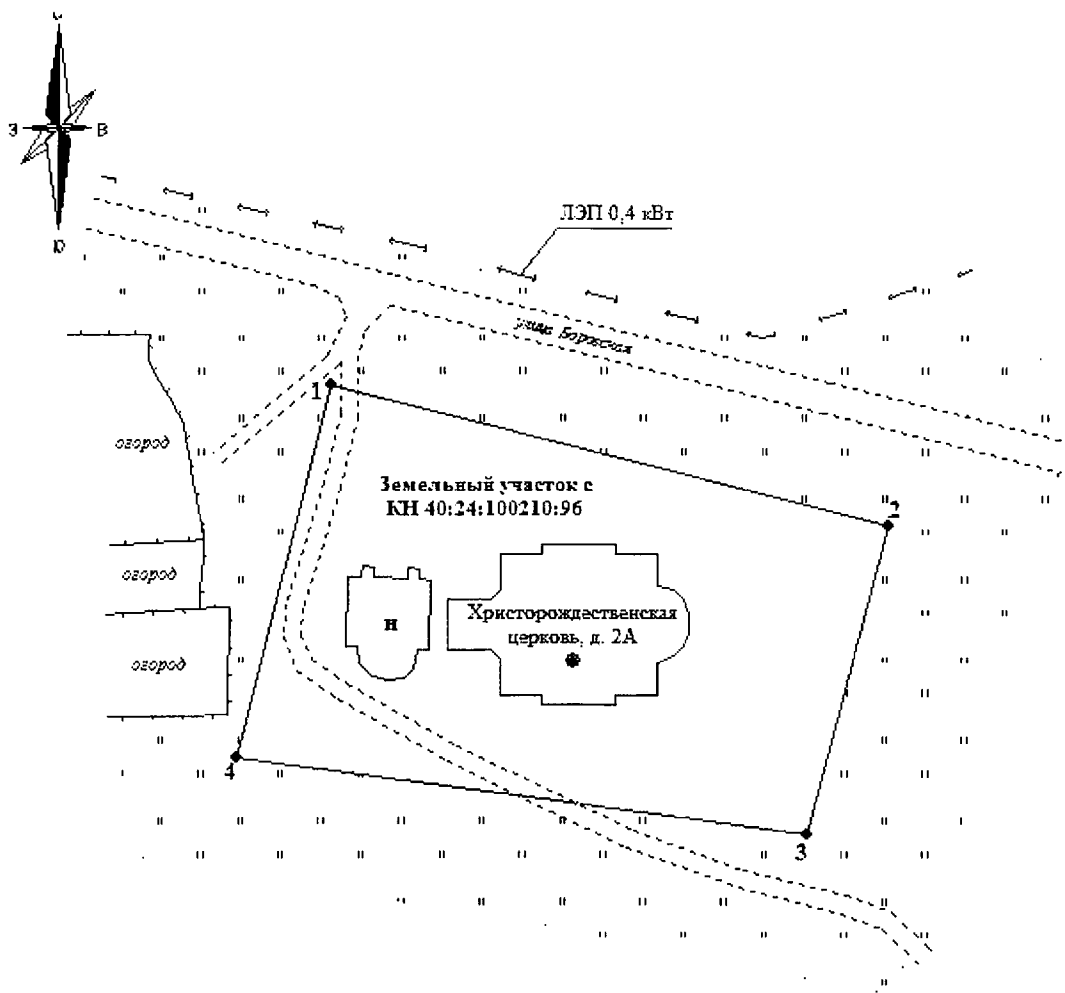 С
З
В
Ю
ЛЭП 0,4 кВт
улица
1
огород
Земельный участок с
КН 40:24:100210:96
2
огород
Христорождественская
церковь, д. 2А
н
огород
4
3